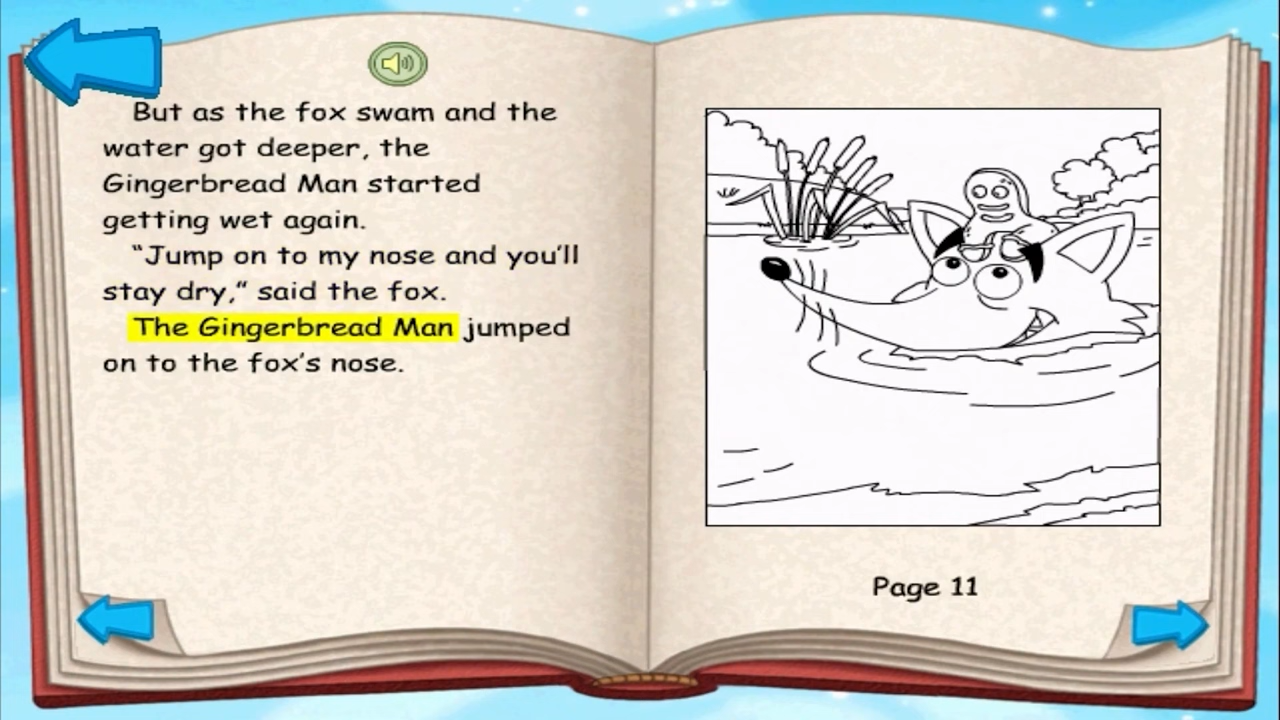 But as the fox swam and the
water got deeper, the
Gingerbread Man started
getting wet again.
“Jump on to my nose and you’ll
stay dry,” said the fox.
The Gingerbread Man jumped
on to the fox’s nose.
Page 11